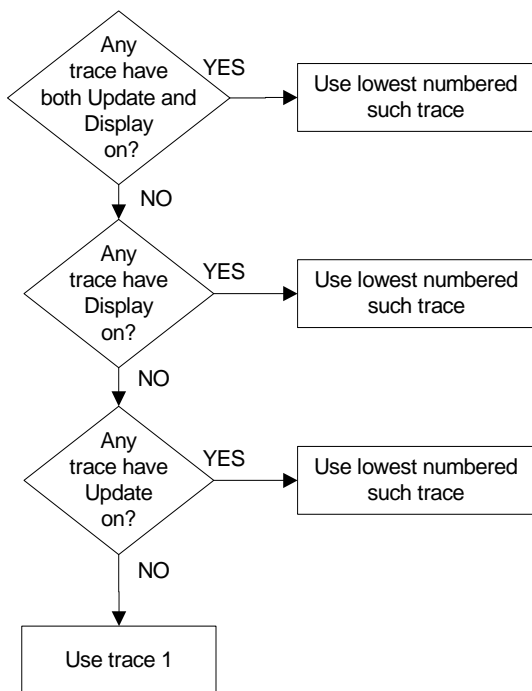 Any
trace have
both Update and
Display
on?
YES
Use lowest numbered
such trace
NO
Any
trace have
Display
on?
YES
Use lowest numbered
such trace
NO
Any
trace have
Update
on?
YES
Use lowest numbered
such trace
NO
Use trace 1